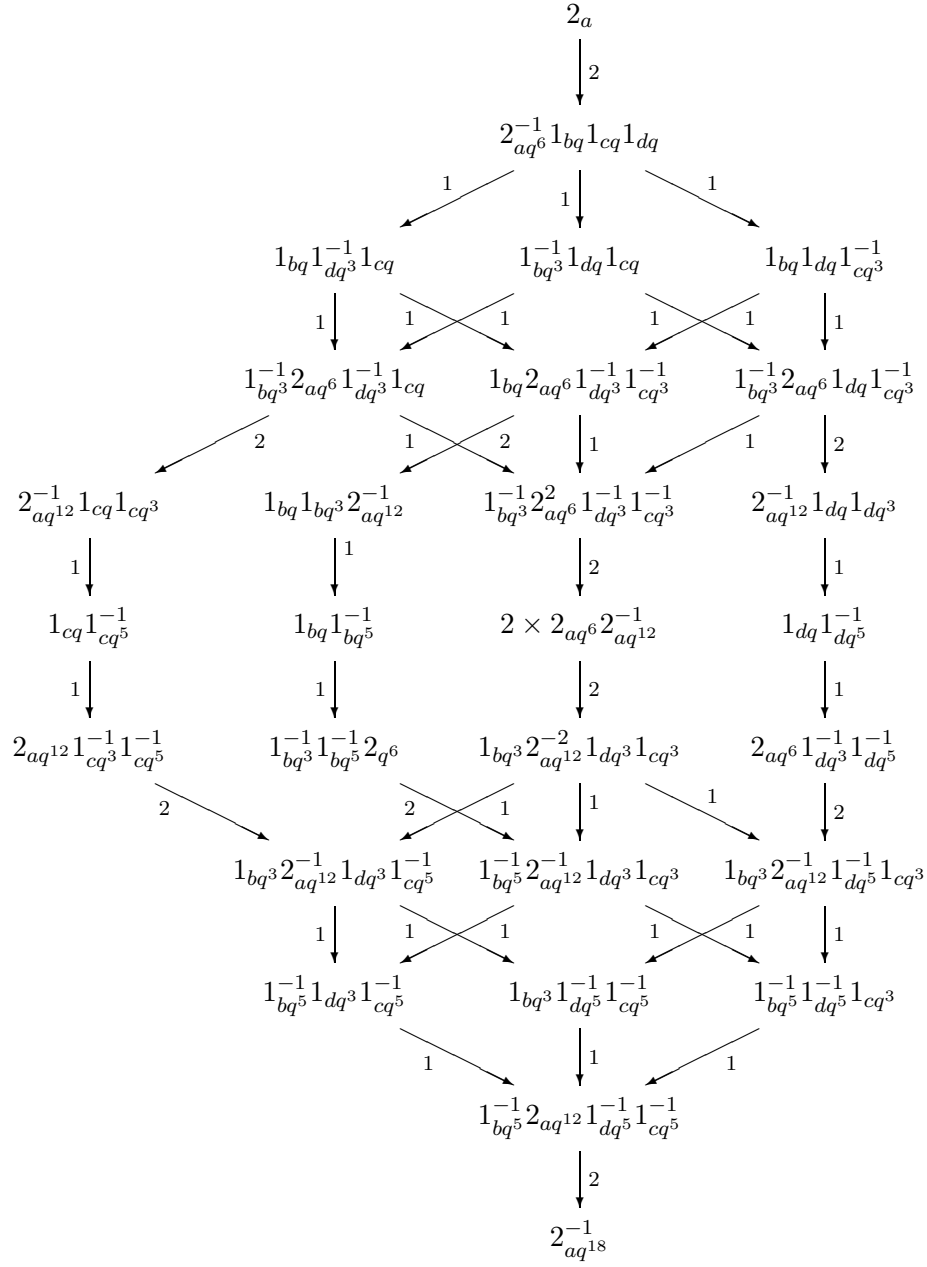 2_a
2
2^{-1}_{aq^6}1_{bq}1_{cq}1_{dq}
1 1 1
1_{bq}1^{-1}_{dq^3}1_{cq} 1^{-1}_{bq^3}1_{dq}1_{cq} 1_{bq}1_{dq}1^{-1}_{cq^3}
1 1 1 1 1 1
1^{-1}_{bq^3}2_{aq^6}1^{-1}_{dq^3}1_{cq} 1_{bq}2_{aq^6}1^{-1}_{dq^3}1^{-1}_{cq^3} 1^{-1}_{bq^3}2_{aq^6}1_{dq}1^{-1}_{cq^3}
2 1 2 1 1 2
2^{-1}_{aq^{12}}1_{cq}1_{cq^3} 1_{bq}1_{bq^3}2^{-1}_{aq^{12}} 1^{-1}_{bq^3}2^2_{aq^6}1^{-1}_{dq^3}1^{-1}_{cq^3} 2^{-1}_{aq^{12}}1_{dq}1_{dq^3}
1 1 2 1
1_{cq}1^{-1}_{cq^5} 1_{bq}1^{-1}_{bq^5} 2 × 2_{aq^6}2^{-1}_{aq^{12}} 1_{dq}1^{-1}_{dq^5}
1 1 2 1
2_{aq^{12}}1^{-1}_{cq^3}1^{-1}_{cq^5} 1^{-1}_{bq^3}1^{-1}_{bq^5}2_{q^6} 1_{bq^3}2^{-2}_{aq^{12}}1_{dq^3}1_{cq^3} 2_{aq^6}1^{-1}_{dq^3}1^{-1}_{dq^5}
2 2 1 1 1 2
1_{bq^3}2^{-1}_{aq^{12}}1_{dq^3}1^{-1}_{cq^5} 1^{-1}_{bq^5}2^{-1}_{aq^{12}}1_{dq^3}1_{cq^3} 1_{bq^3}2^{-1}_{aq^{12}}1^{-1}_{dq^5}1_{cq^3}
1 1 1 1 1 1
1^{-1}_{bq^5}1_{dq^3}1^{-1}_{cq^5} 1_{bq^3}1^{-1}_{dq^5}1^{-1}_{cq^5} 1^{-1}_{bq^5}1^{-1}_{dq^5}1_{cq^3}
1 1 1
1^{-1}_{bq^5}2_{aq^{12}}1^{-1}_{dq^5}1^{-1}_{cq^5}
2
2^{-1}_{aq^{18}}